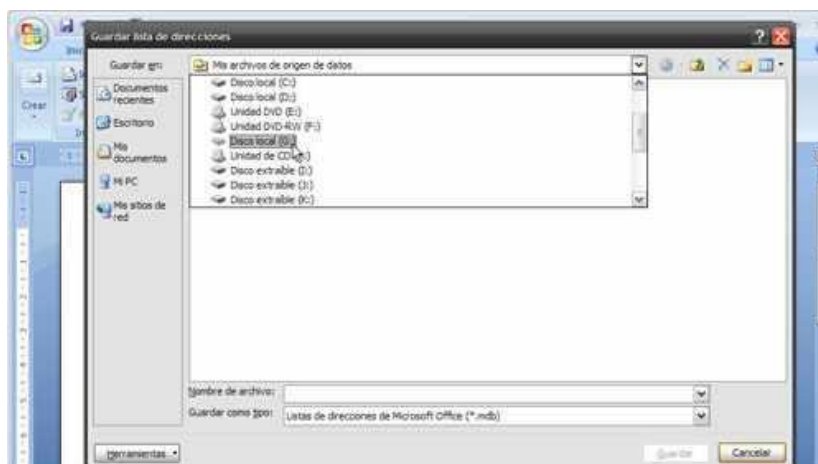 Guardar lista de direcciones
Guardar en:
Mis archivos de origen de datos
Crear
Documentos recientes
Escritorio
Mis documentos
Mi PC
Mis sitios de red
Disco local (C:)
Disco local (D:)
Unidad DVD (E:)
Unidad DVD-RW (F:)
Disco local (G:)
Unidad de CD
Disco extraíble (I:)
Disco extraíble (J:)
Disco extraíble (K:)
Nombre de archivo:
Guardar como tipo:
Listas de direcciones de Microsoft Office (*.mdb)
Herramientas
Guardar
Cancelar